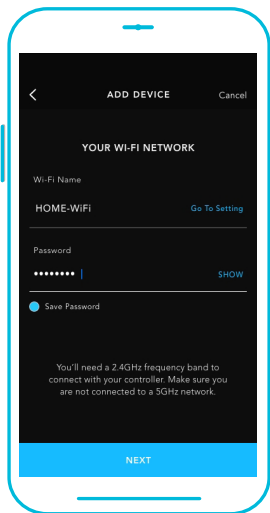 ADD DEVICE Cancel
YOUR WI-FI NETWORK
Wi-Fi Name
HOME-WiFi Go To Setting
Password
•••••••• SHOW
Save Password
You'll need a 2.4GHz frequency band to
connect with your controller. Make sure you
are not connected to a 5GHz network.
NEXT